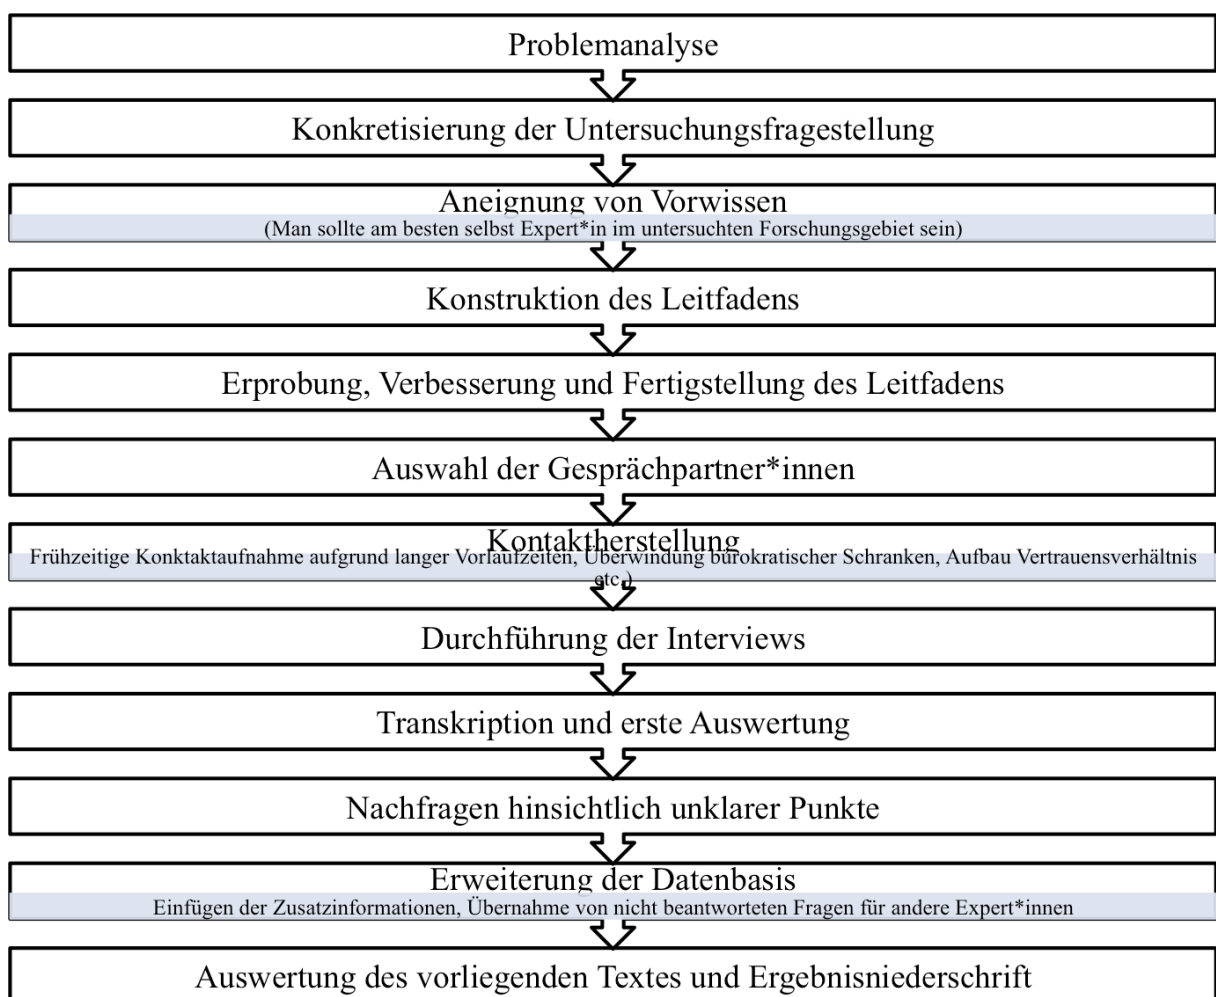 Problemanalyse
Konkretisierung der Untersuchungsfragestellung
Aneignung von Vorwissen
(Man sollte am besten selbst Expert*in im untersuchten Forschungsgebiet sein)
Konstruktion des Leitfadens
Erprobung, Verbesserung und Fertigstellung des Leitfadens
Auswahl der Gesprächpartner*innen
Kontaktherstellung
Frühzeitige Konktaktaufnahme aufgrund langer Vorlaufzeiten, Überwindung bürokratischer Schranken, Aufbau Vertrauensverhältnis
etc.)
Durchführung der Interviews
Transkription und erste Auswertung
Nachfragen hinsichtlich unklarer Punkte
Erweiterung der Datenbasis
Einfügen der Zusatzinformationen, Übernahme von nicht beantworteten Fragen für andere Expert*innen
Auswertung des vorliegenden Textes und Ergebnisniederschrift